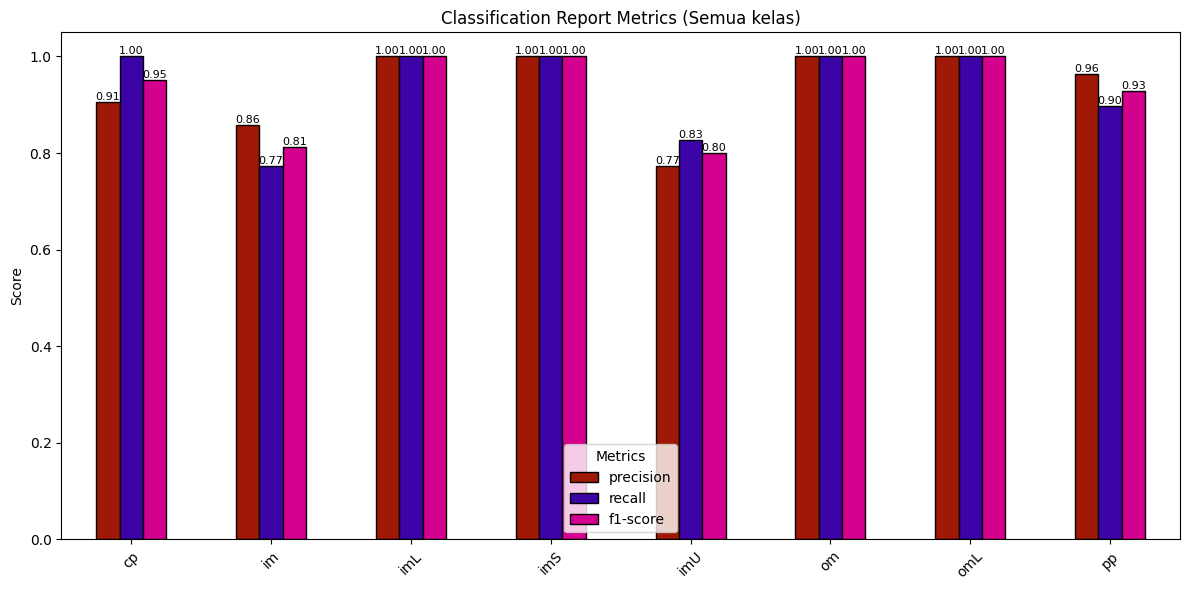 Classification Report Metrics (Semua kelas)
Score
1.0
0.8
0.6
0.4
0.2
0.0
0.91 1.00 0.95
0.86 0.77 0.81
1.00 1.00 1.00
1.00 1.00 1.00
0.77 0.83 0.80
1.00 1.00 1.00
1.00 1.00 1.00
0.96 0.90 0.93
Metrics
precision
recall
f1-score
cp im imL imS imU om omL pp